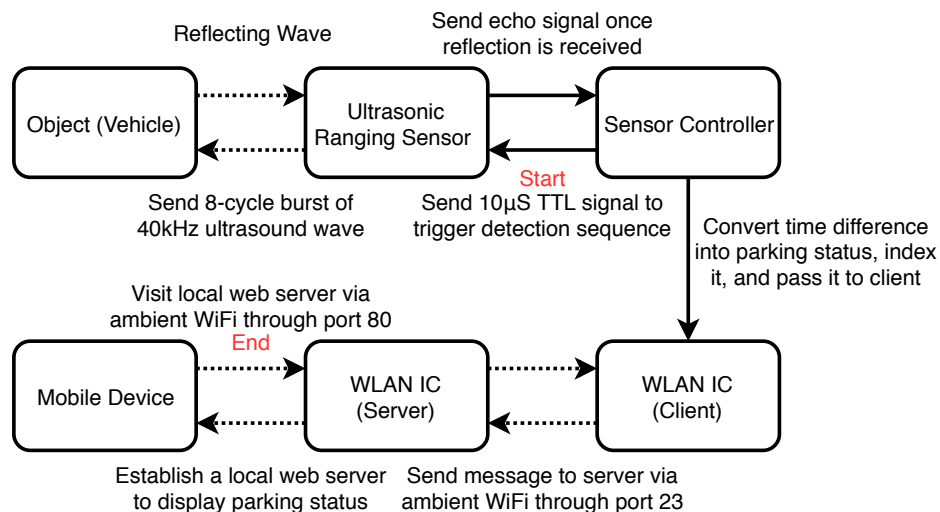 Reflecting Wave
Send echo signal once
reflection is received
Object (Vehicle)
Ultrasonic
Ranging Sensor
Sensor Controller
Send 8-cycle burst of
40kHz ultrasound wave
Start
Send 10µS TTL signal to
trigger detection sequence
Convert time difference
into parking status, index
it, and pass it to client
Visit local web server via
ambient WiFi through port 80
End
Mobile Device
WLAN IC
(Server)
WLAN IC
(Client)
Establish a local web server
to display parking status
Send message to server via
ambient WiFi through port 23